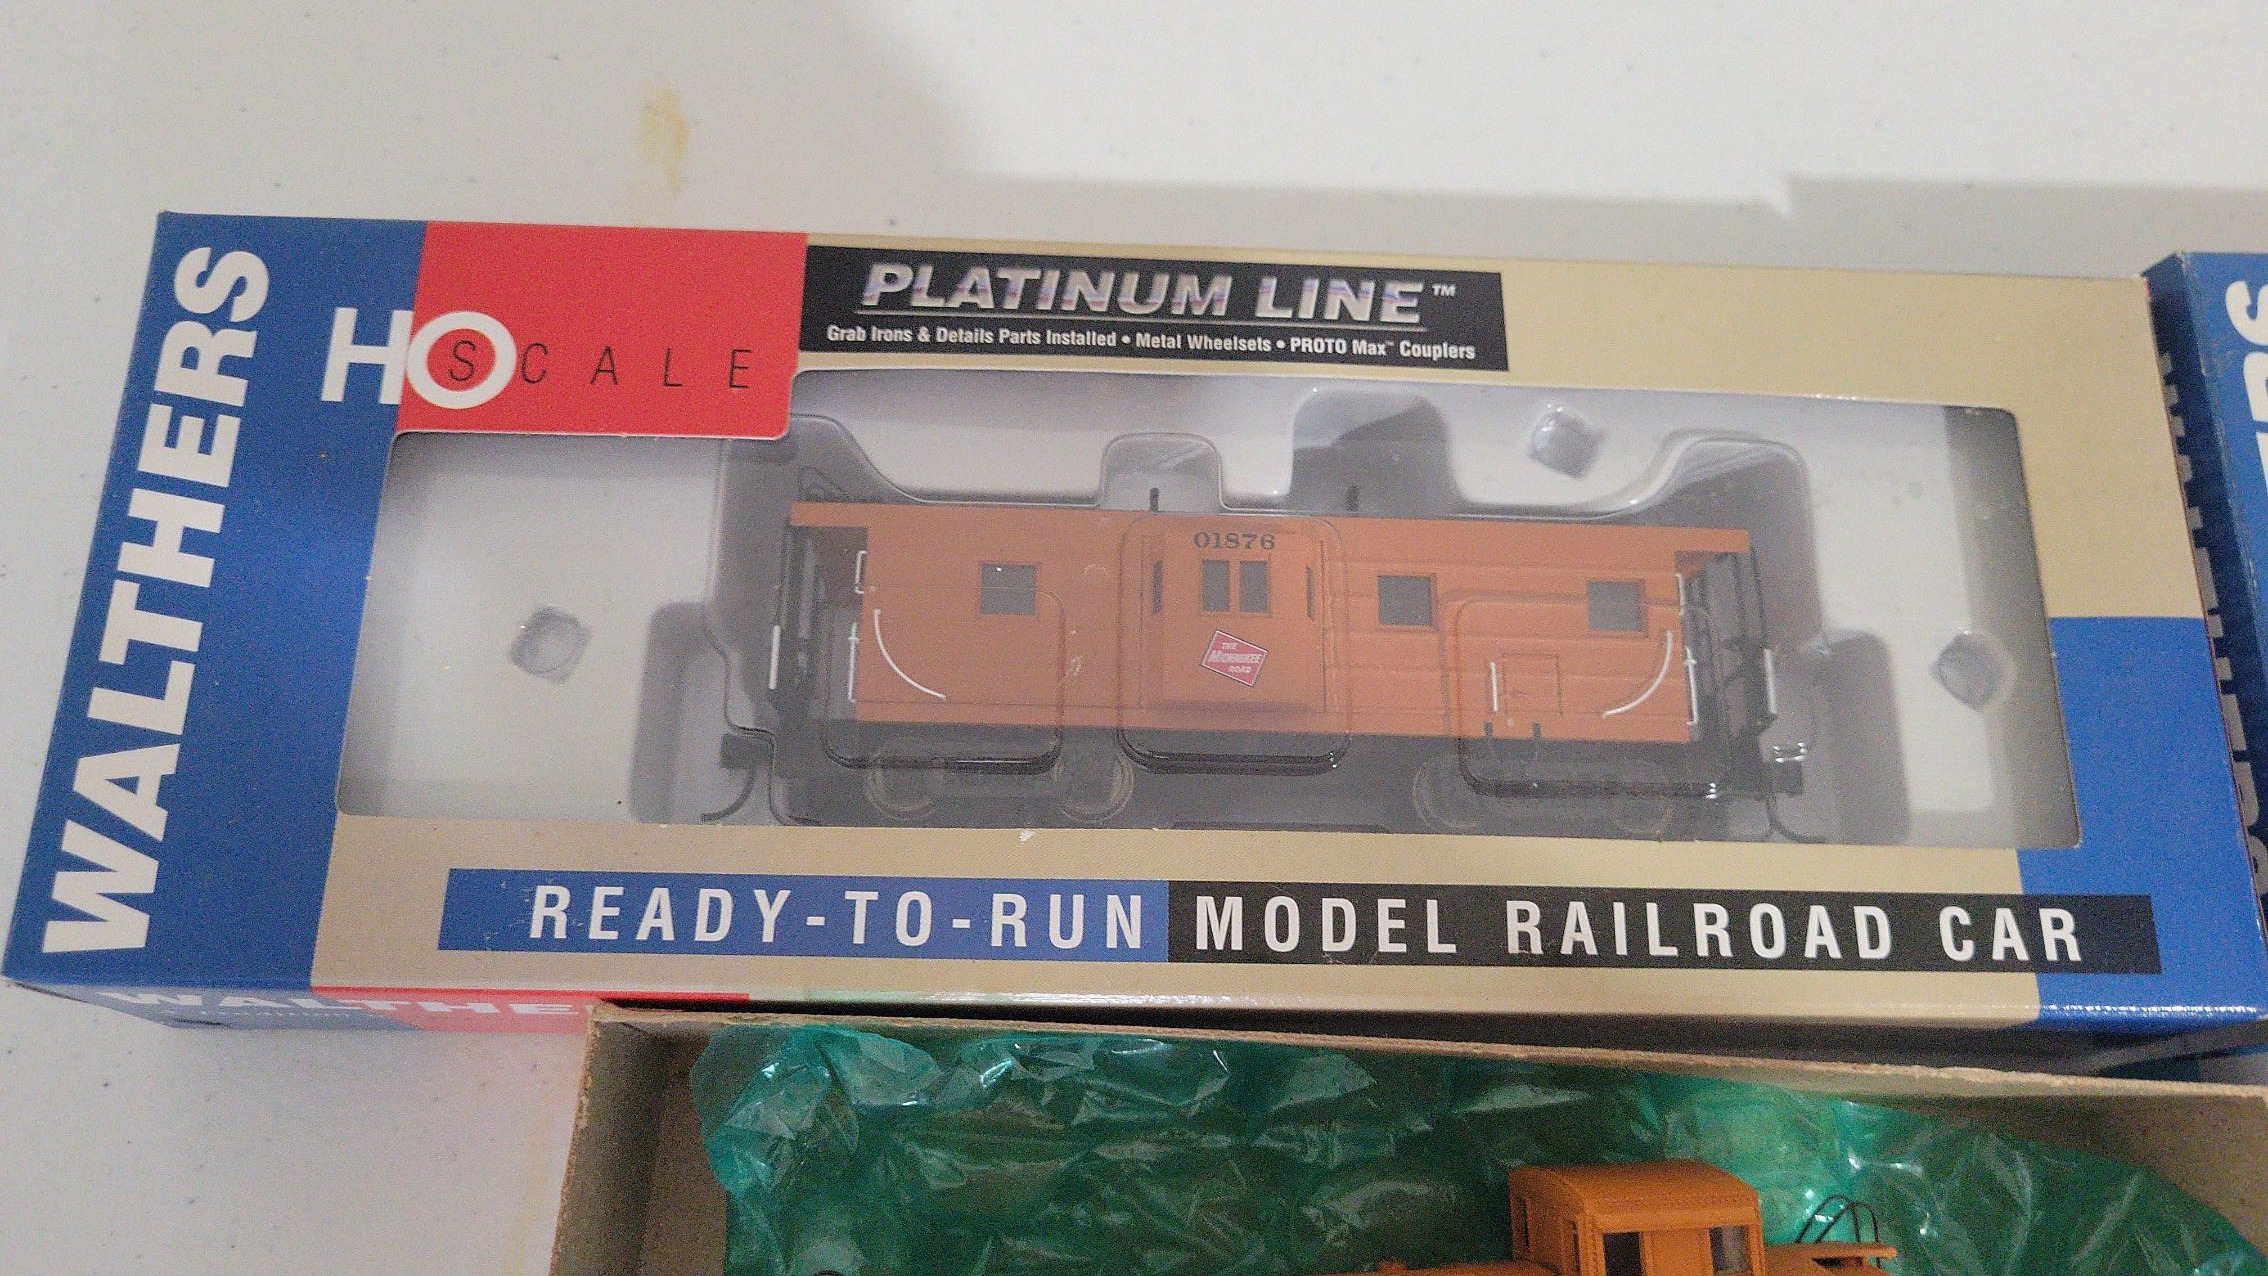 WALTHERS
HO SCALE
PLATINUM LINE™
Grab Irons & Details Parts Installed • Metal Wheelsets • PROTO Max™ Couplers
01876
THE
MILWAUKEE
ROAD
READY-TO-RUN MODEL RAILROAD CAR